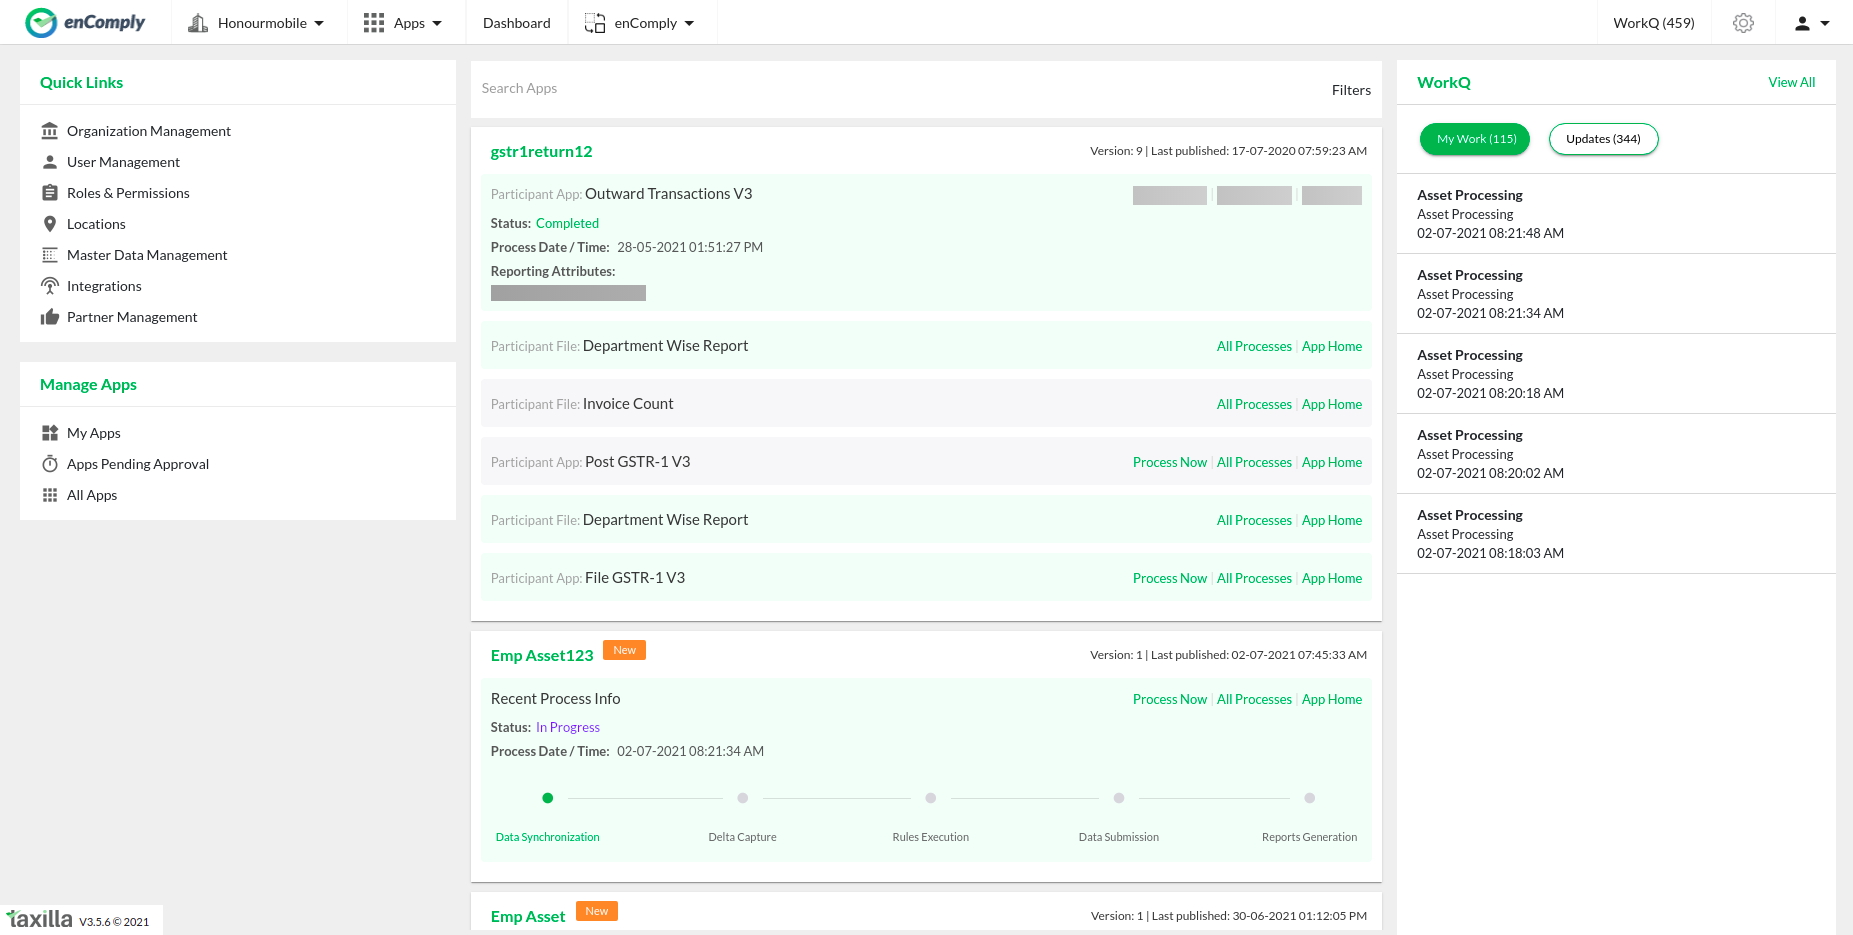 enComply
Honourmobile
Apps
Dashboard
enComply
WorkQ (459)
Quick Links
Organization Management
User Management
Roles & Permissions
Locations
Master Data Management
Integrations
Partner Management
Manage Apps
My Apps
Apps Pending Approval
All Apps
taxilla V3.5.6 © 2021
Search Apps
Filters
gstr1return12
Version: 9 | Last published: 17-07-2020 07:59:23 AM
Participant App: Outward Transactions V3
Status: Completed
Process Date / Time: 28-05-2021 01:51:27 PM
Reporting Attributes:
Participant File: Department Wise Report
All Processes | App Home
Participant File: Invoice Count
All Processes | App Home
Participant App: Post GSTR-1 V3
Process Now | All Processes | App Home
Participant File: Department Wise Report
All Processes | App Home
Participant App: File GSTR-1 V3
Process Now | All Processes | App Home
Emp Asset123
New
Version: 1 | Last published: 02-07-2021 07:45:33 AM
Recent Process Info
Process Now | All Processes | App Home
Status: In Progress
Process Date / Time: 02-07-2021 08:21:34 AM
Data Synchronization
Delta Capture
Rules Execution
Data Submission
Reports Generation
Emp Asset
New
Version: 1 | Last published: 30-06-2021 01:12:05 PM
WorkQ
View All
My Work (115)
Updates (344)
Asset Processing
Asset Processing
02-07-2021 08:21:48 AM
Asset Processing
Asset Processing
02-07-2021 08:21:34 AM
Asset Processing
Asset Processing
02-07-2021 08:20:18 AM
Asset Processing
Asset Processing
02-07-2021 08:20:02 AM
Asset Processing
Asset Processing
02-07-2021 08:18:03 AM